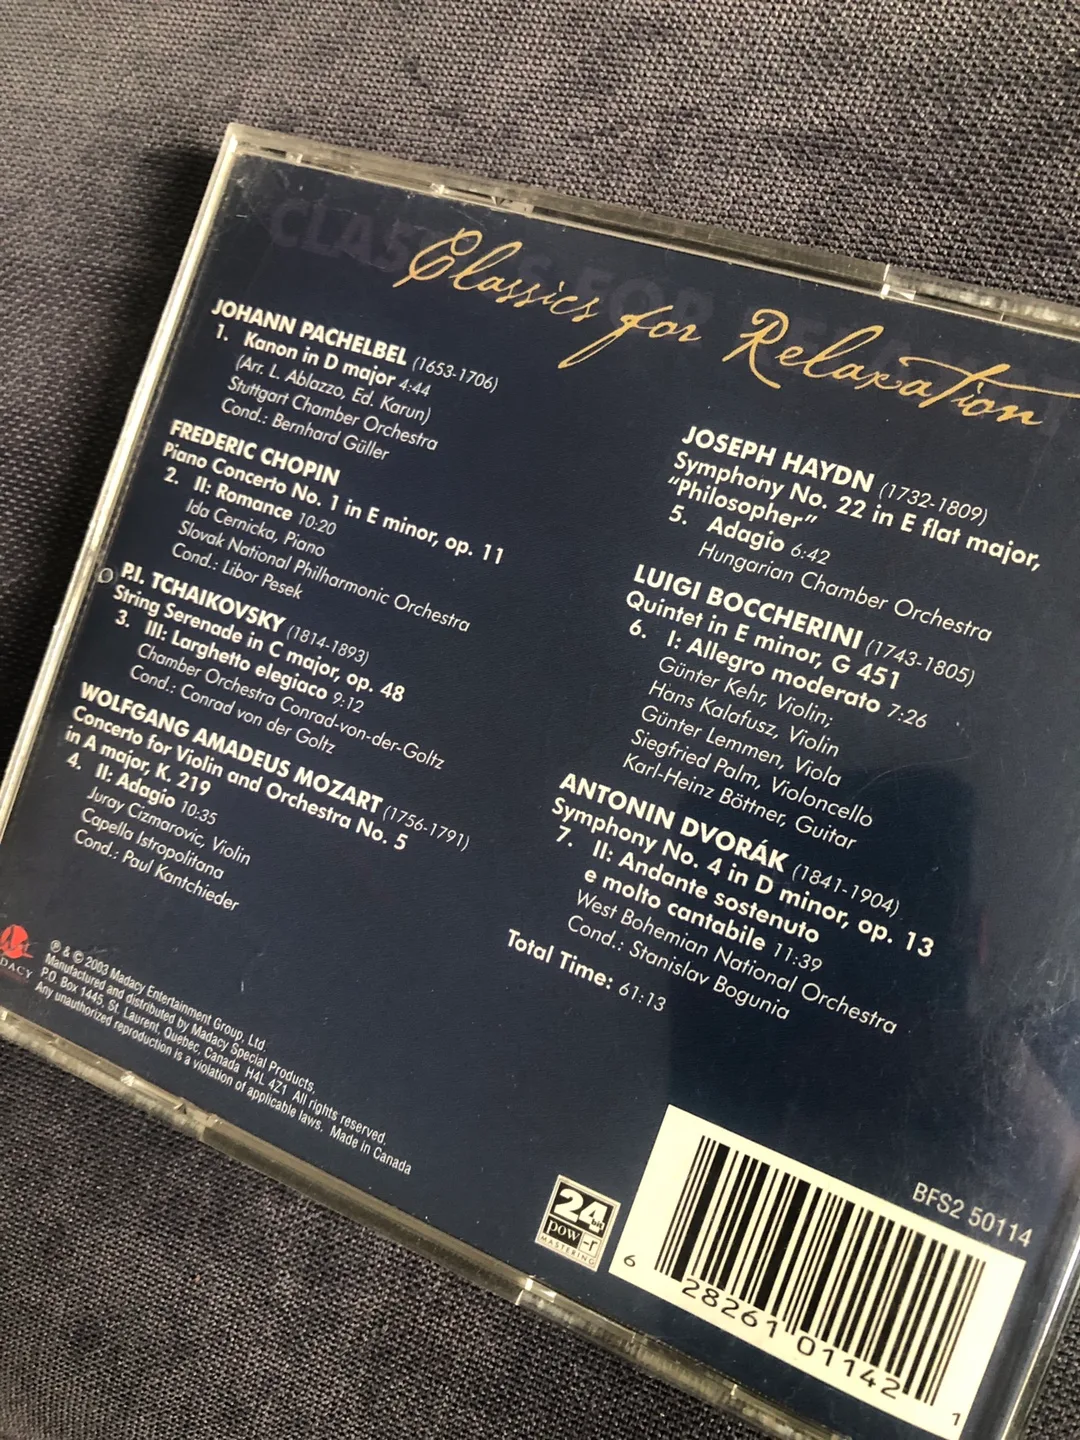 CLASSICS FOR RELAXATION
Classics for Relaxation
JOHANN PACHELBEL (1653-1706)
1. Kanon in D major 4:44
(Arr. L. Ablazzo, Ed. Karun)
Stuttgart Chamber Orchestra
Cond.: Bernhard Güller
FREDERIC CHOPIN
Piano Concerto No. 1 in E minor, op. 11
2. II: Romance 10:20
Ida Cernicka, Piano
Slovak National Philharmonic Orchestra
Cond.: Libor Pesek
P.I. TCHAIKOVSKY (1814-1893)
String Serenade in C major, op. 48
3. III: Larghetto elegiaco 9:12
Chamber Orchestra Conrad-von-der-Goltz
Cond.: Conrad von der Goltz
WOLFGANG AMADEUS MOZART (1756-1791)
Concerto for Violin and Orchestra No. 5
in A major, K. 219
4. II: Adagio 10:35
Juray Cizmarovic, Violin
Capella Istropolitana
Cond.: Paul Kantchieder
JOSEPH HAYDN (1732-1809)
Symphony No. 22 in E flat major,
"Philosopher"
5. Adagio 6:42
Hungarian Chamber Orchestra
LUIGI BOCCHERINI (1743-1805)
Quintet in E minor, G 451
6. I: Allegro moderato 7:26
Günter Kehr, Violin;
Hans Kalafusz, Violin
Günter Lemmen, Viola
Siegfried Palm, Violoncello
Karl-Heinz Böttner, Guitar
ANTONIN DVORÁK (1841-1904)
Symphony No. 4 in D minor, op. 13
7. II: Andante sostenuto
e molto cantabile 11:39
West Bohemian National Orchestra
Cond.: Stanislav Bogunia
Total Time: 61:13
DACY
℗ & © 2003 Madacy Entertainment Group, Ltd.
Manufactured and distributed by Madacy Special Products,
P.O. Box 1445, St. Laurent, Quebec, Canada H4L 4Z1 All rights reserved.
Any unauthorized reproduction is a violation of applicable laws. Made in Canada
24 bit
pow-r
MASTERING
BFS2 50114
6 28261 01142 1